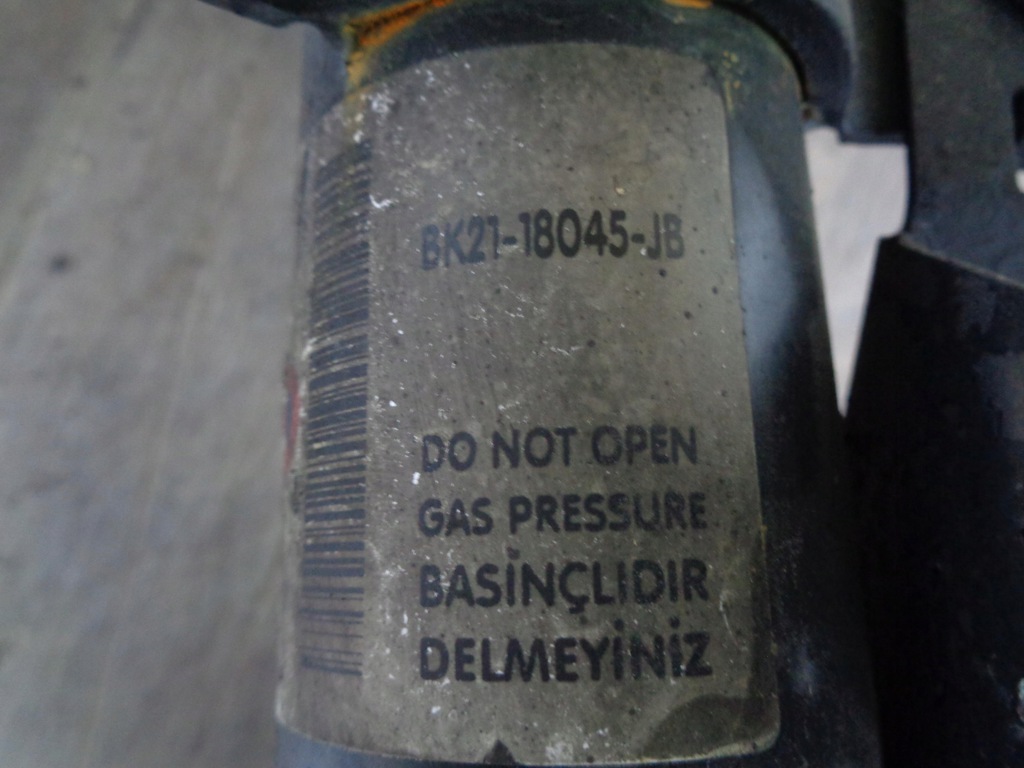 BK21-18045-JB
DO NOT OPEN
GAS PRESSURE
BASİNÇLIDIR
DELMEYİNİZ